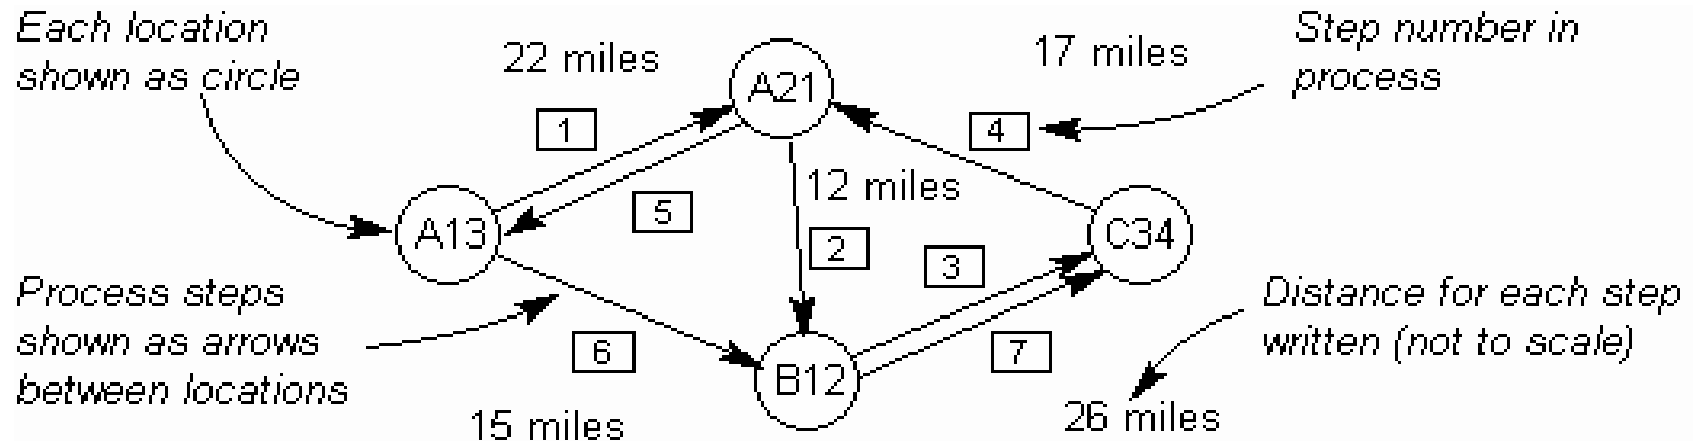 Each location
shown as circle
22 miles
A21
17 miles
Step number in
process
1
4
12 miles
5
A13
2
3
C34
Process steps
shown as arrows
between locations
6
7
B12
Distance for each step
written (not to scale)
15 miles
26 miles